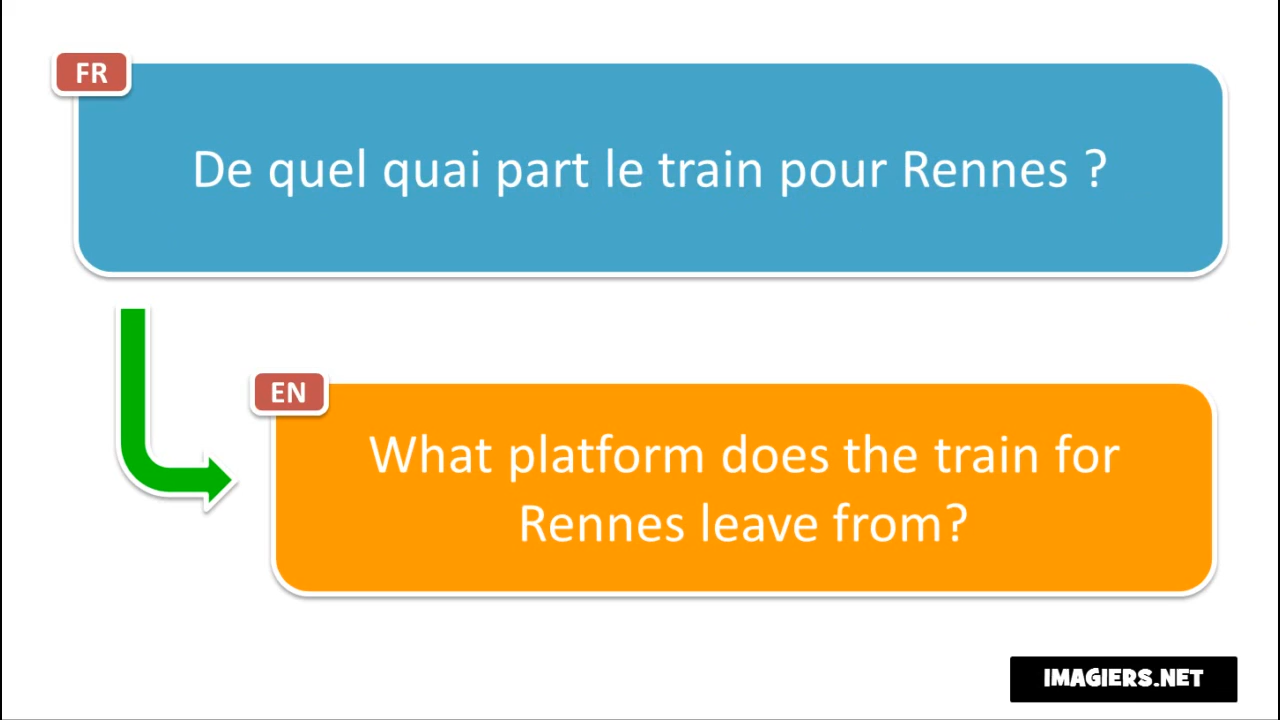 FR
De quel quai part le train pour Rennes ?
EN
What platform does the train for
Rennes leave from?
IMAGIERS.NET